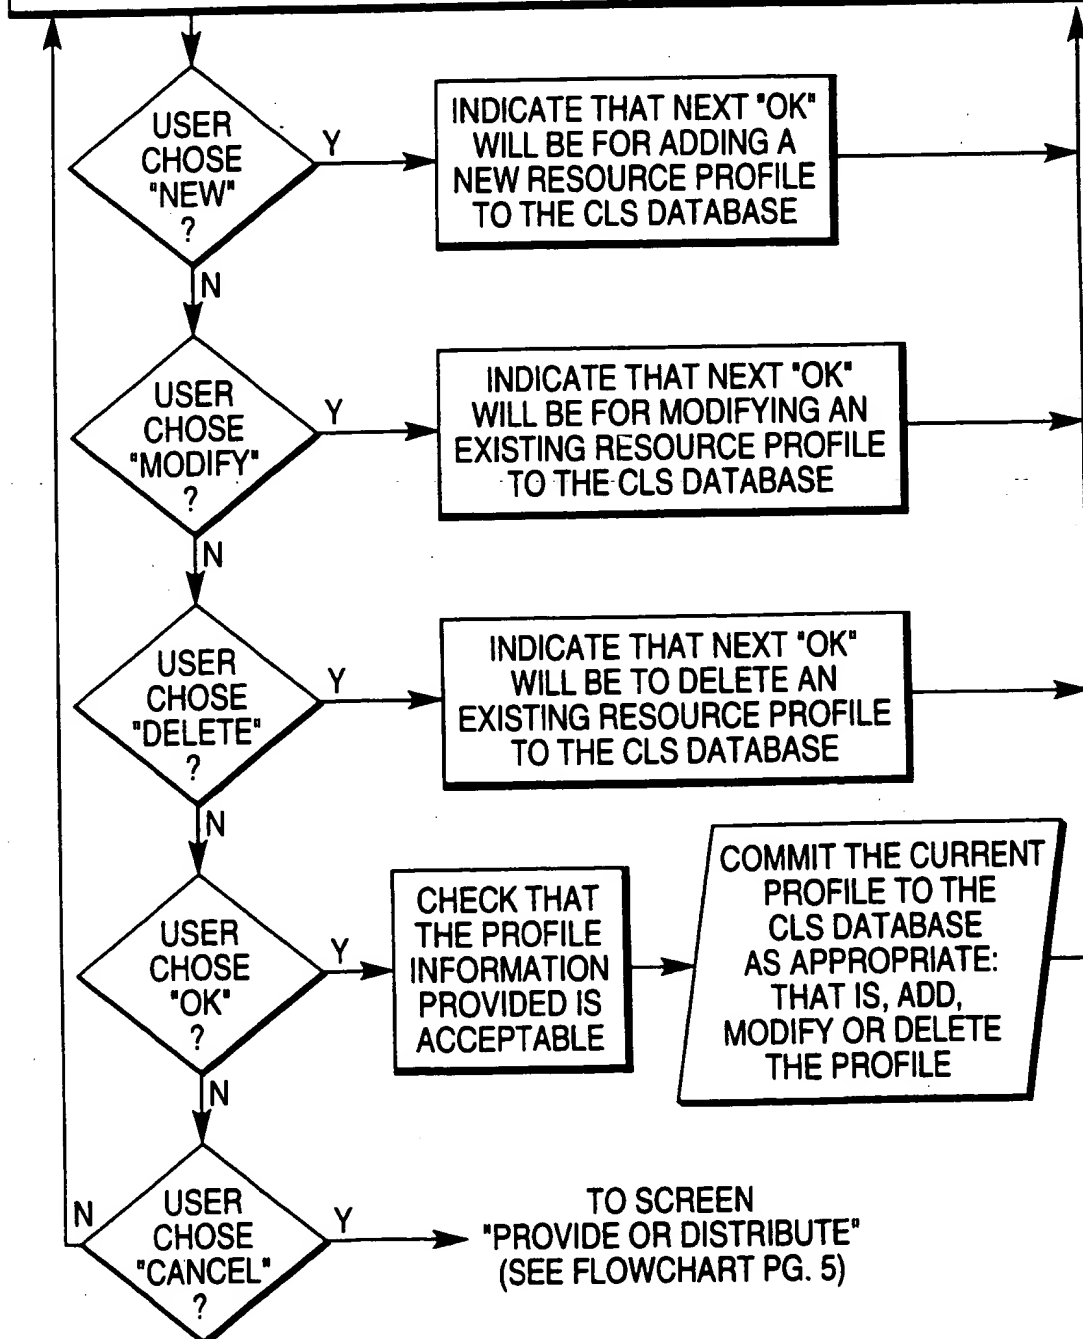 USER
CHOSE
"NEW"
?
Y
INDICATE THAT NEXT "OK"
WILL BE FOR ADDING A
NEW RESOURCE PROFILE
TO THE CLS DATABASE
N
USER
CHOSE
"MODIFY"
?
Y
INDICATE THAT NEXT "OK"
WILL BE FOR MODIFYING AN
EXISTING RESOURCE PROFILE
TO THE CLS DATABASE
N
USER
CHOSE
"DELETE"
?
Y
INDICATE THAT NEXT "OK"
WILL BE TO DELETE AN
EXISTING RESOURCE PROFILE
TO THE CLS DATABASE
N
USER
CHOSE
"OK"
?
Y
CHECK THAT
THE PROFILE
INFORMATION
PROVIDED IS
ACCEPTABLE
COMMIT THE CURRENT
PROFILE TO THE
CLS DATABASE
AS APPROPRIATE:
THAT IS, ADD,
MODIFY OR DELETE
THE PROFILE
N
USER
CHOSE
"CANCEL"
?
N
Y
TO SCREEN
"PROVIDE OR DISTRIBUTE"
(SEE FLOWCHART PG. 5)